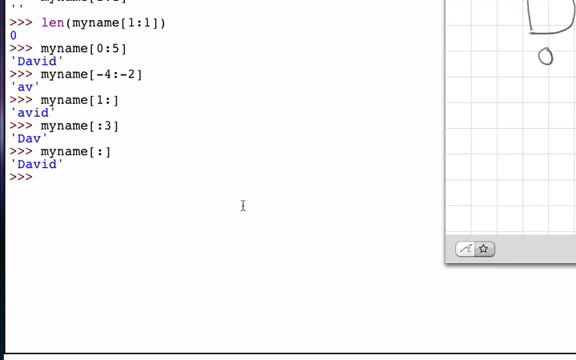 ''
>>> len(myname[1:1])
0
>>> myname[0:5]
'David'
>>> myname[-4:-2]
'av'
>>> myname[1:]
'avid'
>>> myname[:3]
'Dav'
>>> myname[:]
'David'
>>>